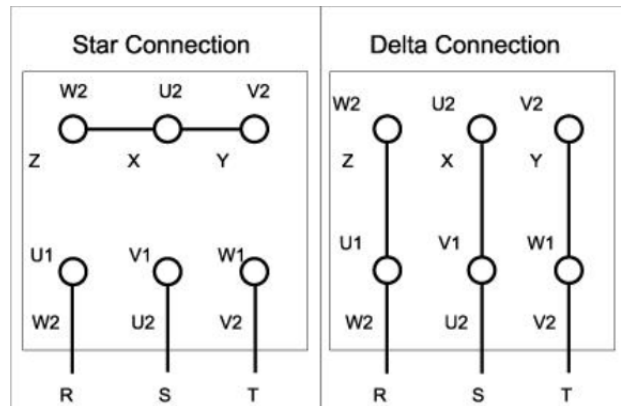 Star Connection
W2 U2 V2
Z X Y
U1 V1 W1
W2 U2 V2
R S T
Delta Connection
W2 U2 V2
Z X Y
U1 V1 W1
W2 U2 V2
R S T